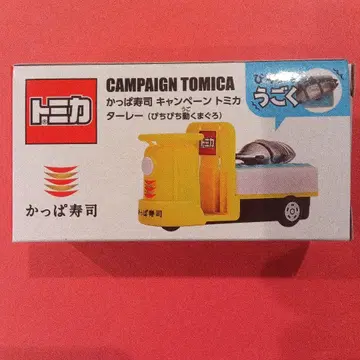 CAMPAIGN TOMICA
かっぱ寿司 キャンペーン トミカ
ターレー（ぴちぴち動くまぐろ）
うご
うごく
トミカ
かっぱ寿司